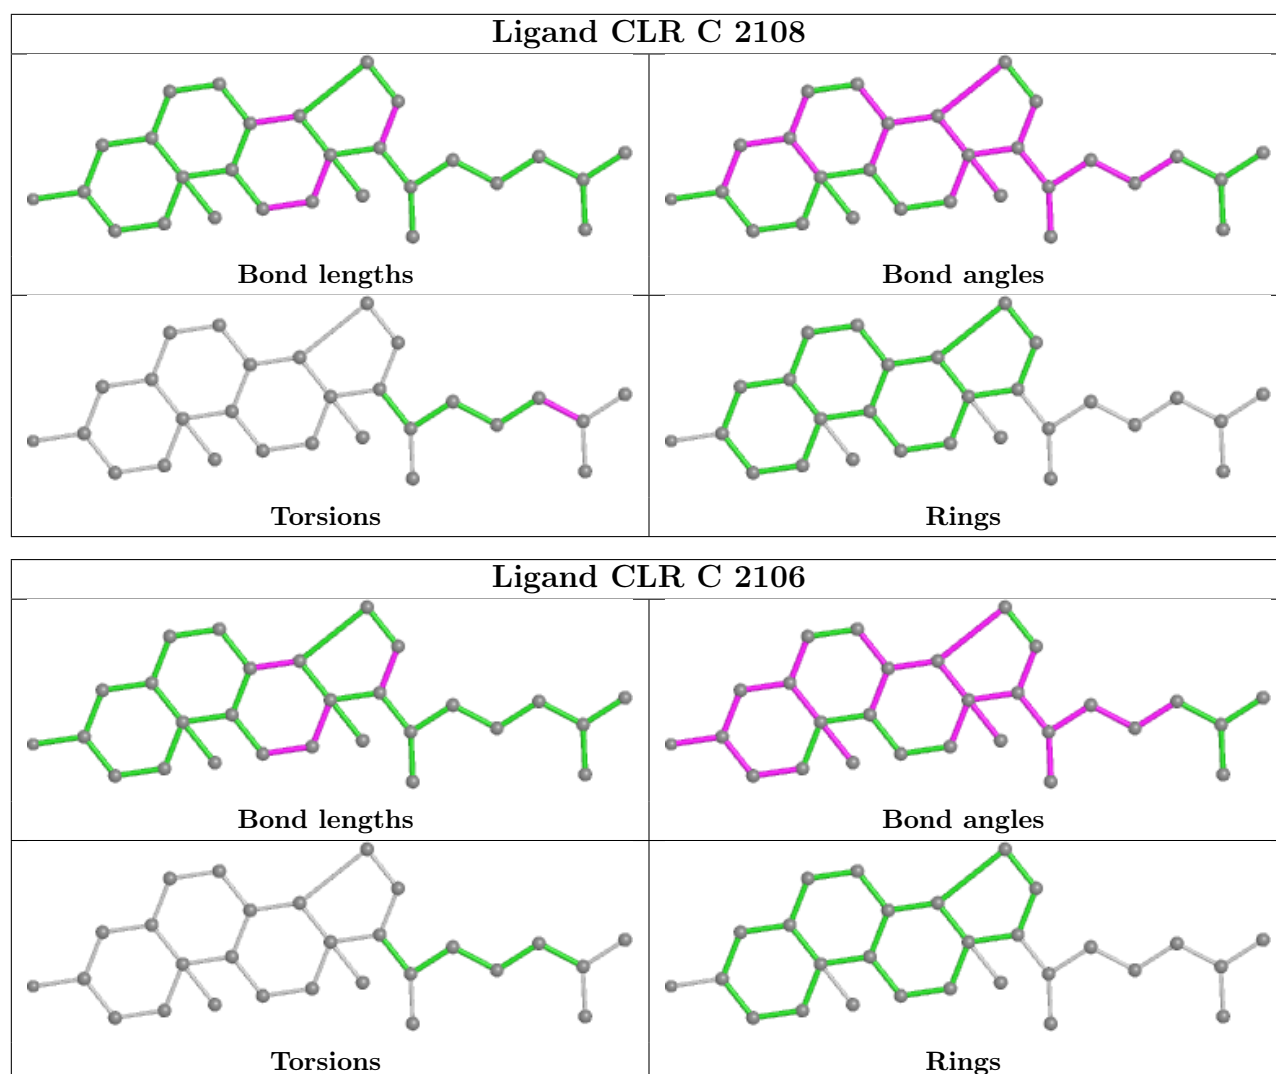 Ligand CLR C 2108
Bond lengths
Bond angles
Torsions
Rings
Ligand CLR C 2106
Bond lengths
Bond angles
Torsions
Rings